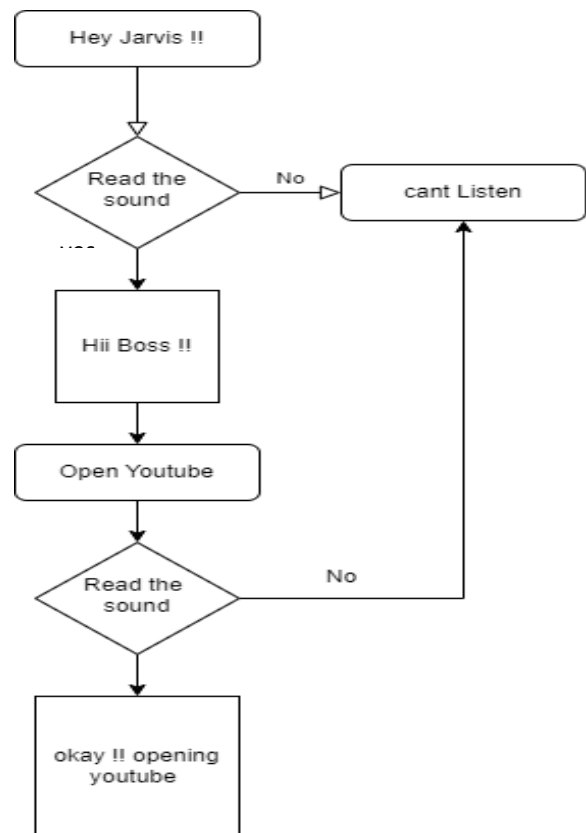 Hey Jarvis !!
Read the
sound
No
cant Listen
Hii Boss !!
Open Youtube
Read the
sound
No
okay !! opening
youtube